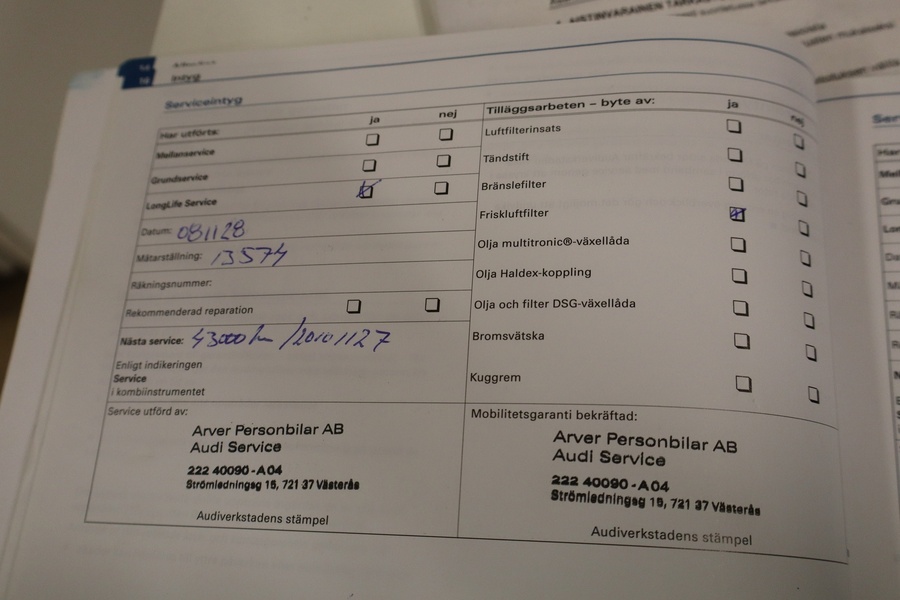 AISTINVARAINEN
intyg
Serviceintyg
ja nej
Har utförts:
Mellanservice
Grundservice
LongLife Service
Datum: 081128
Mätarställning: 13574
Räkningsnummer:
Rekommenderad reparation
Nästa service: 43000 km /20101127
Enligt indikeringen
Service
i kombiinstrumentet
Service utförd av:
Arver Personbilar AB
Audi Service
222 40090-A04
Strömledningsg 15, 721 37 Västerås
Audiverkstadens stämpel
Tilläggsarbeten – byte av: ja nej
Luftfilterinsats
Tändstift
Bränslefilter
Friskluftfilter
Olja multitronic®-växellåda
Olja Haldex-koppling
Olja och filter DSG-växellåda
Bromsvätska
Kuggrem
Mobilitetsgaranti bekräftad:
Arver Personbilar AB
Audi Service
222 40090-A04
Strömledningsg 15, 721 37 Västerås
Audiverkstadens stämpel